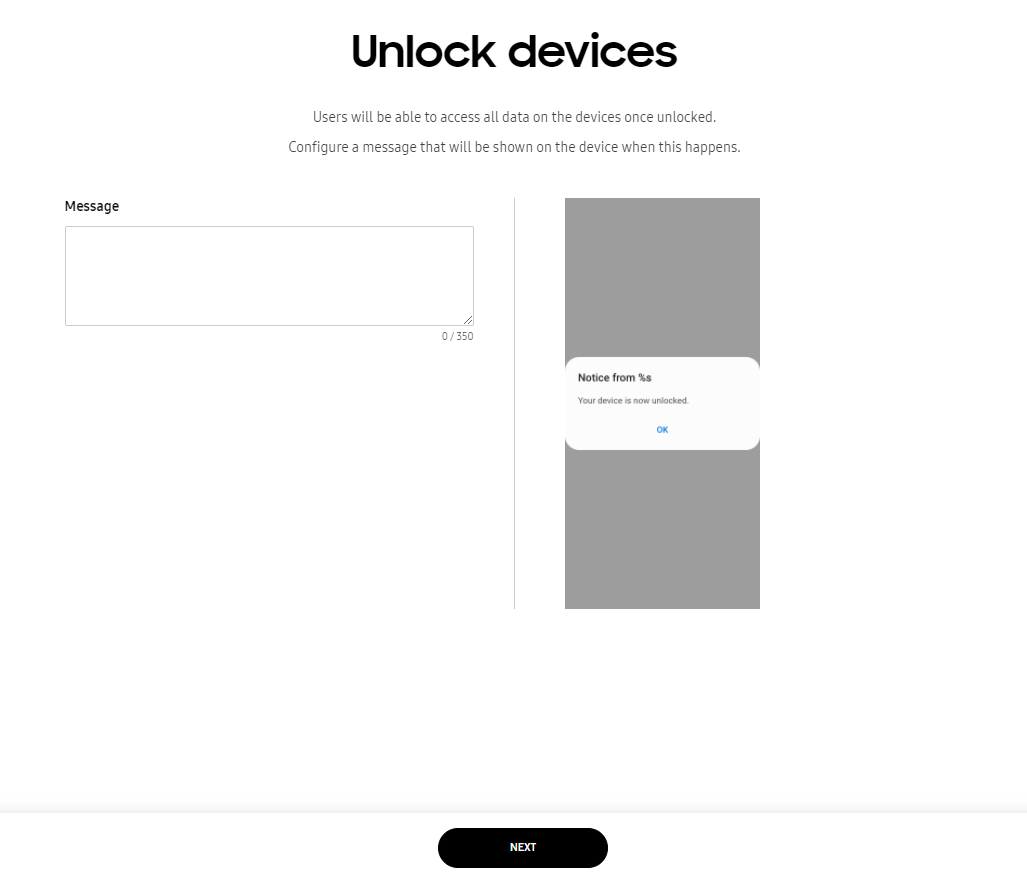 Unlock devices
Users will be able to access all data on the devices once unlocked.
Configure a message that will be shown on the device when this happens.
Message
0 / 350
Notice from %s
Your device is now unlocked.
OK
NEXT